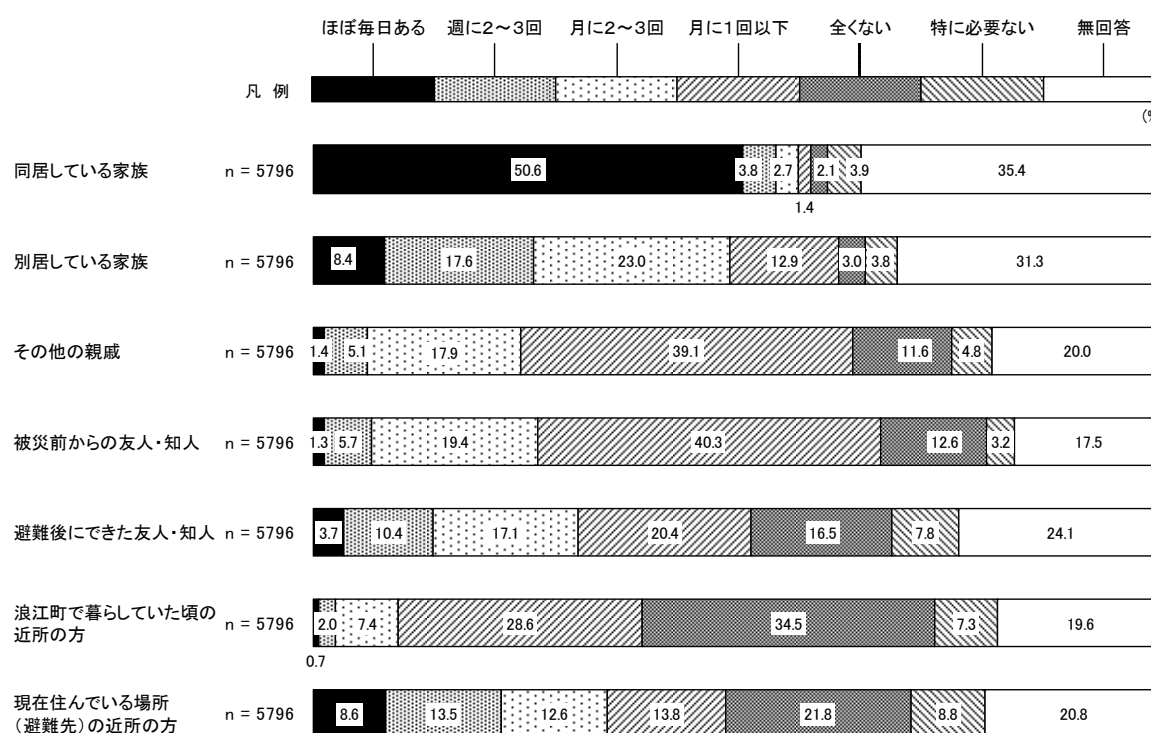 ほぼ毎日ある 週に2～3回 月に2～3回 月に1回以下 全くない 特に必要ない 無回答
凡 例
(%
同居している家族 n = 5796 50.6 3.8 2.7 2.1 3.9 35.4
1.4
別居している家族 n = 5796 8.4 17.6 23.0 12.9 3.0 3.8 31.3
その他の親戚 n = 5796 1.4 5.1 17.9 39.1 11.6 4.8 20.0
被災前からの友人・知人 n = 5796 1.3 5.7 19.4 40.3 12.6 3.2 17.5
避難後にできた友人・知人 n = 5796 3.7 10.4 17.1 20.4 16.5 7.8 24.1
浪江町で暮らしていた頃の
近所の方 n = 5796 2.0 7.4 28.6 34.5 7.3 19.6
0.7
現在住んでいる場所
（避難先）の近所の方 n = 5796 8.6 13.5 12.6 13.8 21.8 8.8 20.8